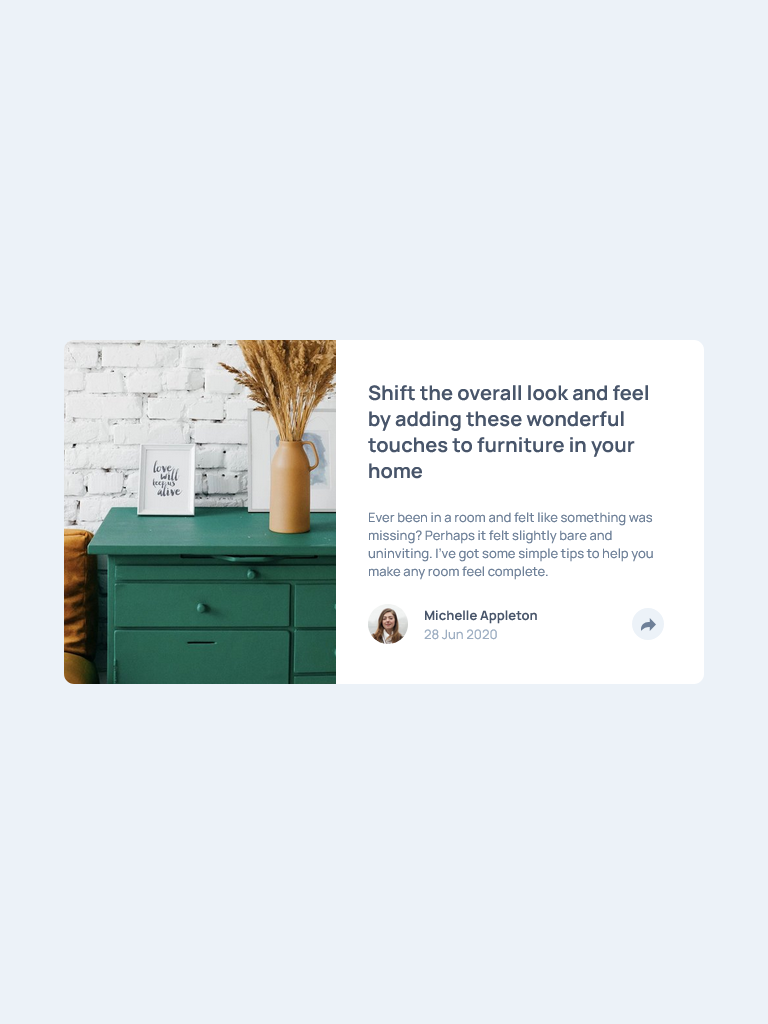 love
will
keep us
alive
Shift the overall look and feel
by adding these wonderful
touches to furniture in your
home
Ever been in a room and felt like something was
missing? Perhaps it felt slightly bare and
uninviting. I've got some simple tips to help you
make any room feel complete.
Michelle Appleton
28 Jun 2020